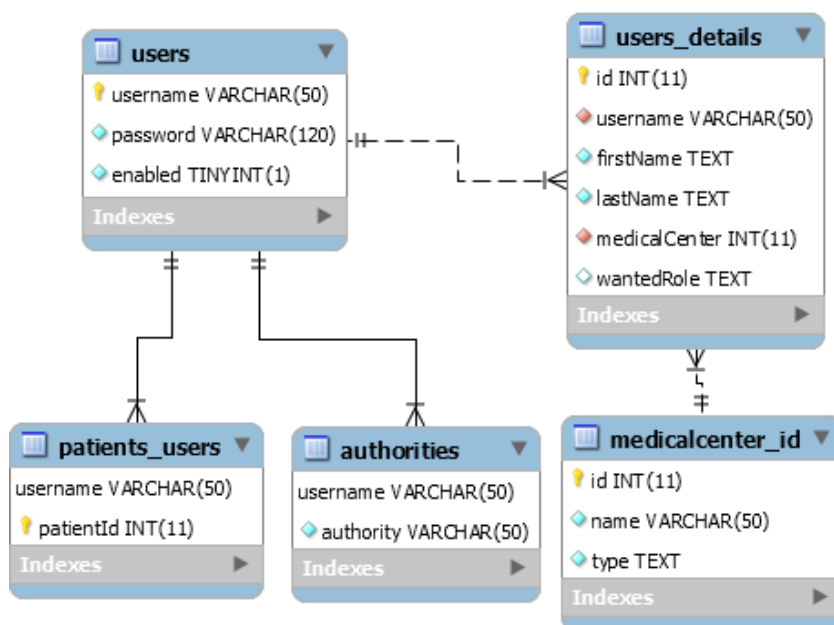 users
username VARCHAR(50)
password VARCHAR(120)
enabled TINYINT(1)
Indexes
users_details
id INT(11)
username VARCHAR(50)
firstName TEXT
lastName TEXT
medicalCenter INT(11)
wantedRole TEXT
Indexes
patients_users
username VARCHAR(50)
patientId INT(11)
Indexes
authorities
username VARCHAR(50)
authority VARCHAR(50)
Indexes
medicalcenter_id
id INT(11)
name VARCHAR(50)
type TEXT
Indexes